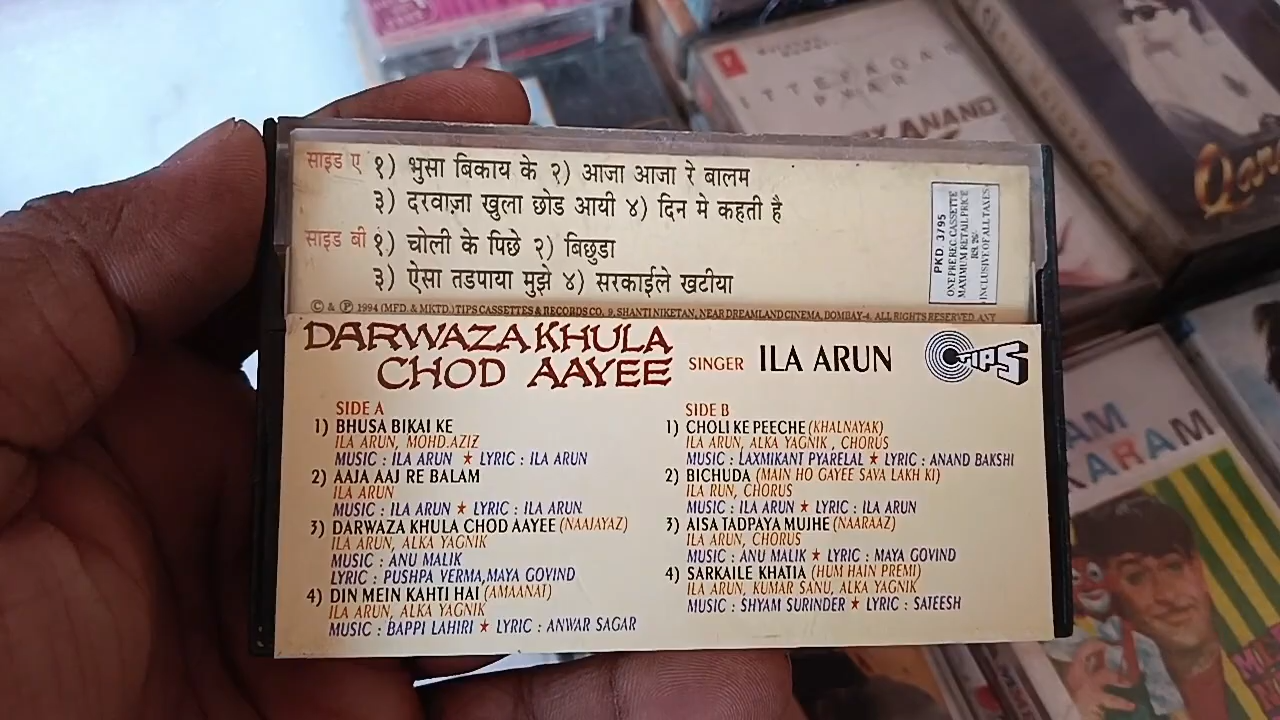 साइड ए १) भुसा बिकाय के २) आजा आजा रे बालम
३) दरवाज़ा खुला छोड आयी ४) दिन मे कहती है
साइड बी १) चोली के पिछे २) बिछुडा
३) ऐसा तडपाया मुझे ४) सरकाईले खटीया
PKD 3/95
ONE PRE REC CASSETTE
MAXIMUM RETAIL PRICE
INCLUSIVE OF ALL TAXES
© & ℗ 1994 (MFD. & MKTD.) TIPS CASSETTES & RECORDS CO. 9, SHANTI NIKETAN, NEAR DREAMLAND CINEMA, BOMBAY-4. ALL RIGHTS RESERVED. ANY
DARWAZA KHULA
CHOD AAYEE
SINGER ILA ARUN
TIPS
SIDE A
1) BHUSA BIKAI KE
ILA ARUN, MOHD.AZIZ
MUSIC : ILA ARUN ★ LYRIC : ILA ARUN
2) AAJA AAJ RE BALAM
ILA ARUN
MUSIC : ILA ARUN ★ LYRIC : ILA ARUN
3) DARWAZA KHULA CHOD AAYEE (NAAJAYAZ)
ILA ARUN, ALKA YAGNIK
MUSIC : ANU MALIK
LYRIC : PUSHPA VERMA,MAYA GOVIND
4) DIN MEIN KAHTI HAI (AMAANAT)
ILA ARUN, ALKA YAGNIK
MUSIC : BAPPI LAHIRI ★ LYRIC : ANWAR SAGAR
SIDE B
1) CHOLI KE PEECHE (KHALNAYAK)
ILA ARUN, ALKA YAGNIK , CHORUS
MUSIC : LAXMIKANT PYARELAL ★ LYRIC : ANAND BAKSHI
2) BICHUDA (MAIN HO GAYEE SAVA LAKH KI)
ILA RUN, CHORUS
MUSIC : ILA ARUN ★ LYRIC : ILA ARUN
3) AISA TADPAYA MUJHE (NAARAAZ)
ILA ARUN, CHORUS
MUSIC : ANU MALIK ★ LYRIC : MAYA GOVIND
4) SARKAILE KHATIA (HUM HAIN PREMI)
ILA ARUN, KUMAR SANU, ALKA YAGNIK
MUSIC : SHYAM SURINDER ★ LYRIC : SATEESH
ANAND